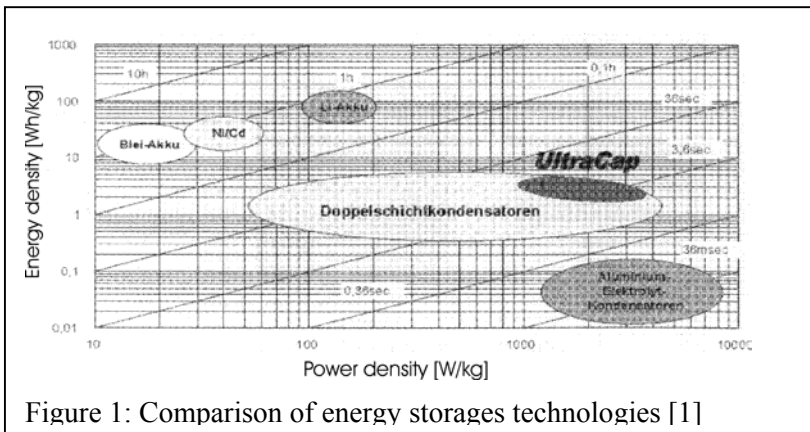 1000
100
10
1
0,1
0,01
Energy density [Wh/kg]
10h
1h
0,1h
36sec
3,6sec
0,36sec
36msec
Blei-Akku
Ni/Cd
Li-Akku
UltraCap
Doppelschichtkondensatoren
Aluminium-
Elektrolyt-
Kondensatoren
10
100
1000
Power density [W/kg]
Figure 1: Comparison of energy storages technologies [1]